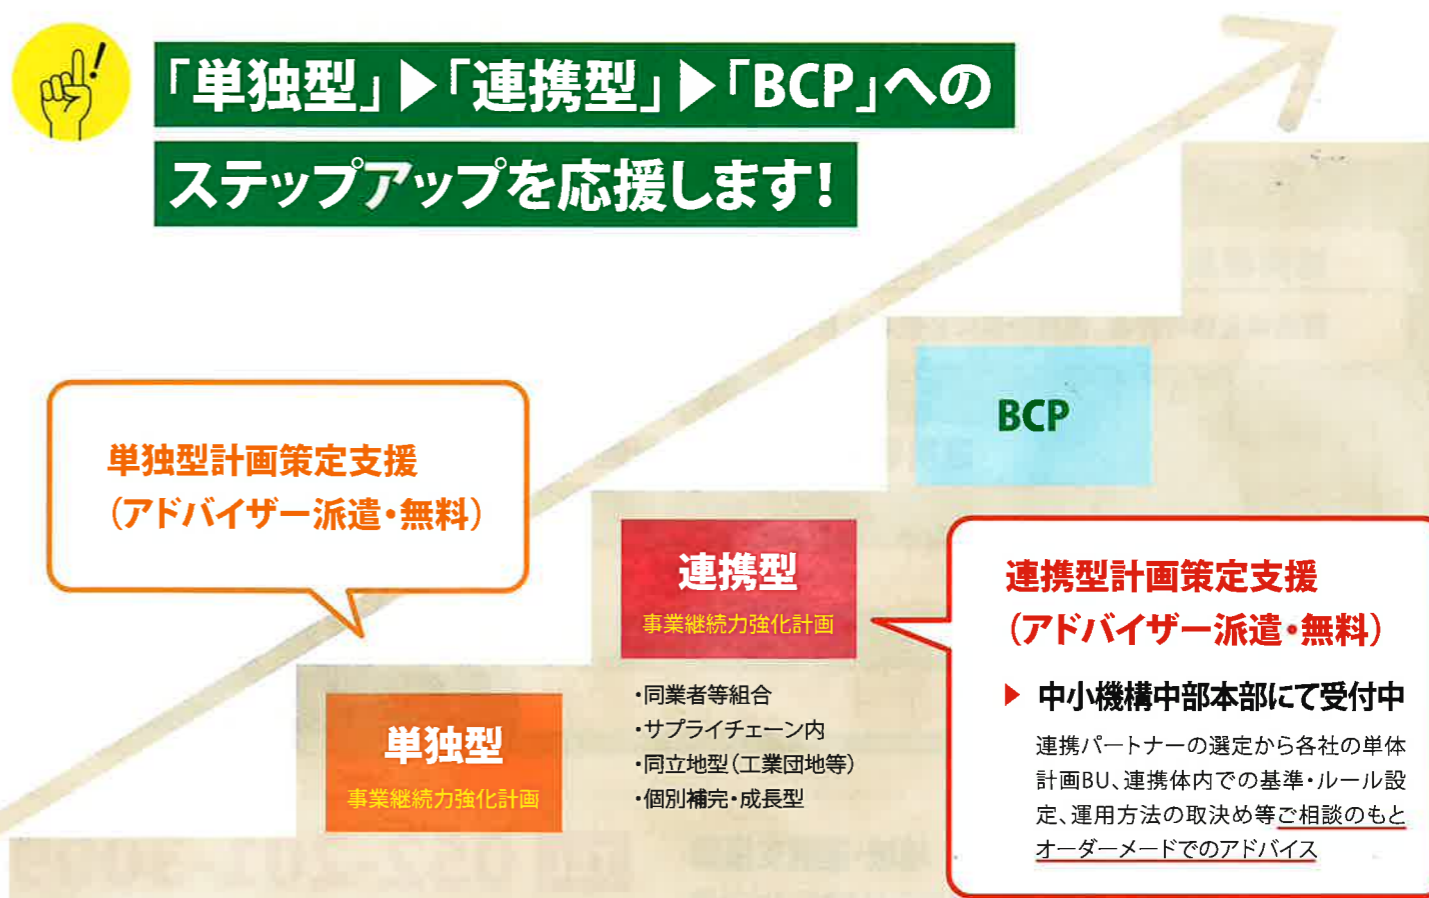 「単独型」▶「連携型」▶「BCP」への
ステップアップを応援します!
単独型計画策定支援
（アドバイザー派遣・無料）
BCP
連携型
事業継続力強化計画
・同業者等組合
・サプライチェーン内
・同立地型（工業団地等）
・個別補完・成長型
単独型
事業継続力強化計画
連携型計画策定支援
（アドバイザー派遣・無料）
▶ 中小機構中部本部にて受付中
連携パートナーの選定から各社の単体
計画BU、連携体内での基準・ルール設
定、運用方法の取決め等ご相談のもと
オーダーメードでのアドバイス